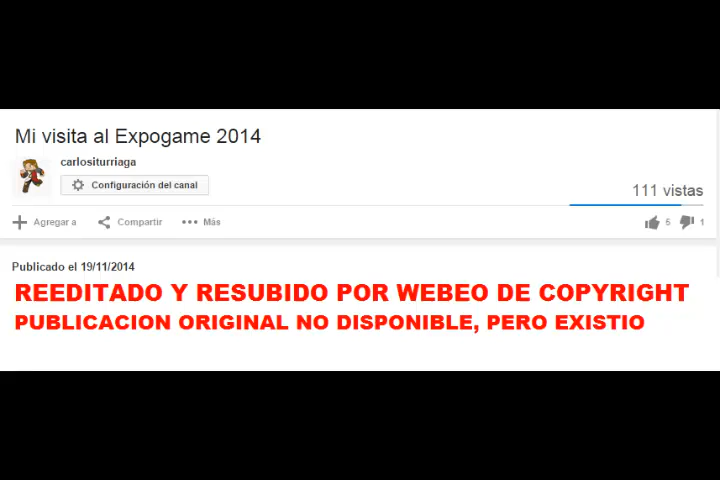 Mi visita al Expogame 2014
carlositurriaga
Configuración del canal
111 vistas
Agregar a Compartir Más 5 1
Publicado el 19/11/2014
REEDITADO Y RESUBIDO POR WEBEO DE COPYRIGHT
PUBLICACION ORIGINAL NO DISPONIBLE, PERO EXISTIO